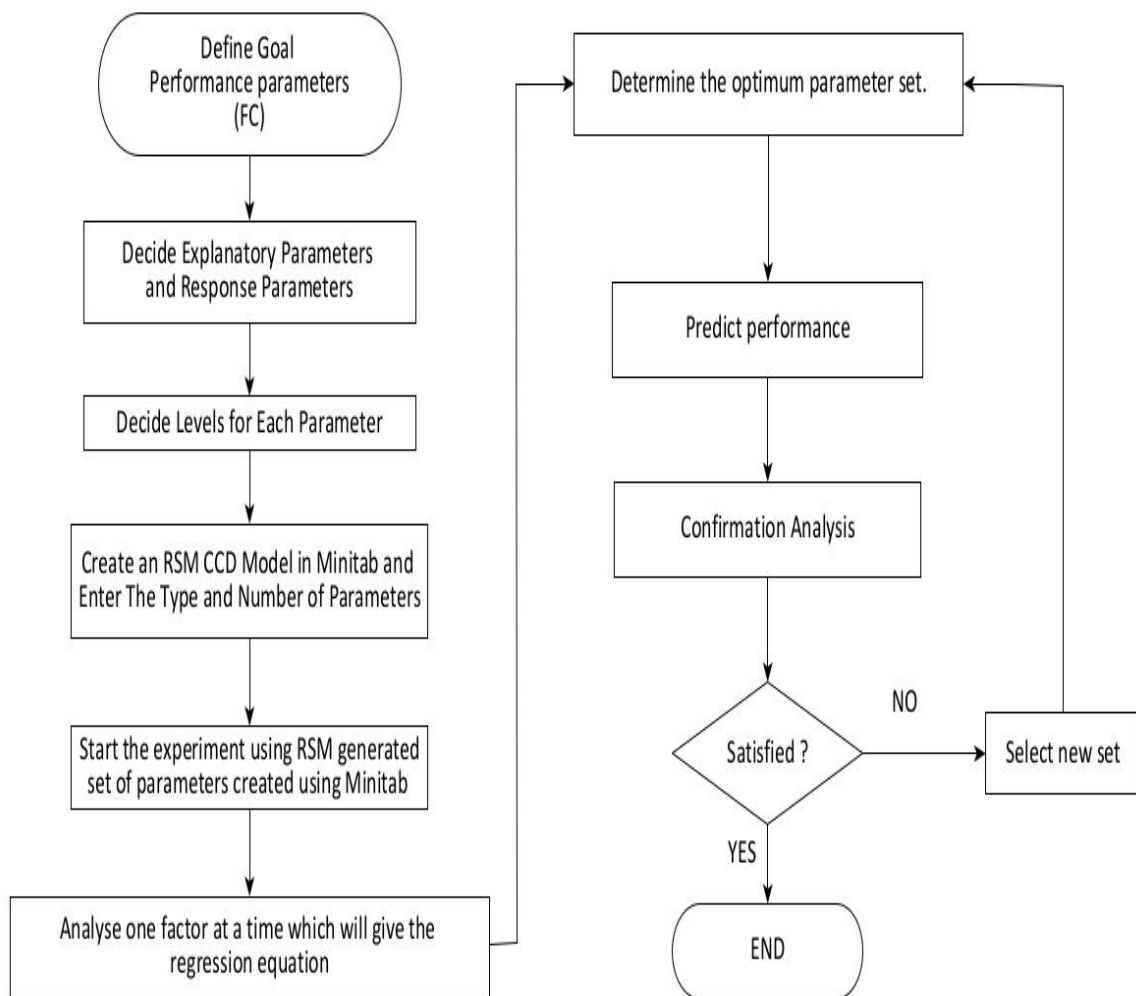 Define Goal
Performance parameters
(FC)
Decide Explanatory Parameters
and Response Parameters
Decide Levels for Each Parameter
Create an RSM CCD Model in Minitab and
Enter The Type and Number of Parameters
Start the experiment using RSM generated
set of parameters created using Minitab
Analyse one factor at a time which will give the
regression equation
Determine the optimum parameter set.
Predict performance
Confirmation Analysis
Satisfied ?
NO
Select new set
YES
END